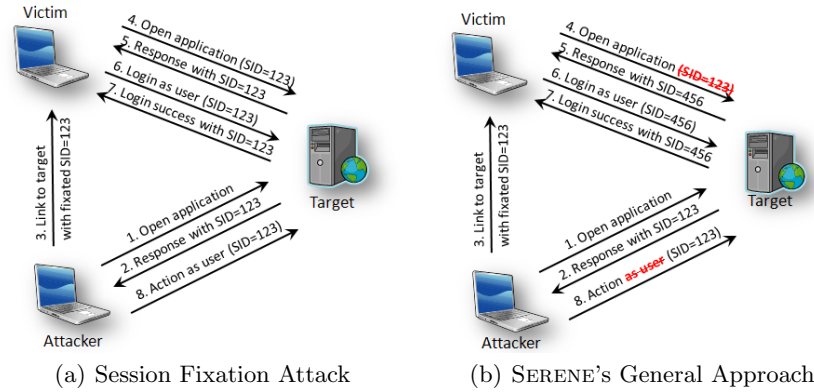 Victim
4. Open application (SID=123)
5. Response with SID=123
6. Login as user (SID=123)
7. Login success with SID=123
Target
3. Link to target
with fixated SID=123
1. Open application
2. Response with SID=123
8. Action as user (SID=123)
Attacker
(a) Session Fixation Attack
Victim
4. Open application (SID=123)
5. Response with SID=456
6. Login as user (SID=456)
7. Login success with SID=456
Target
3. Link to target
with fixated SID=123
1. Open application
2. Response with SID=123
8. Action as user (SID=123)
Attacker
(b) SERENE's General Approach